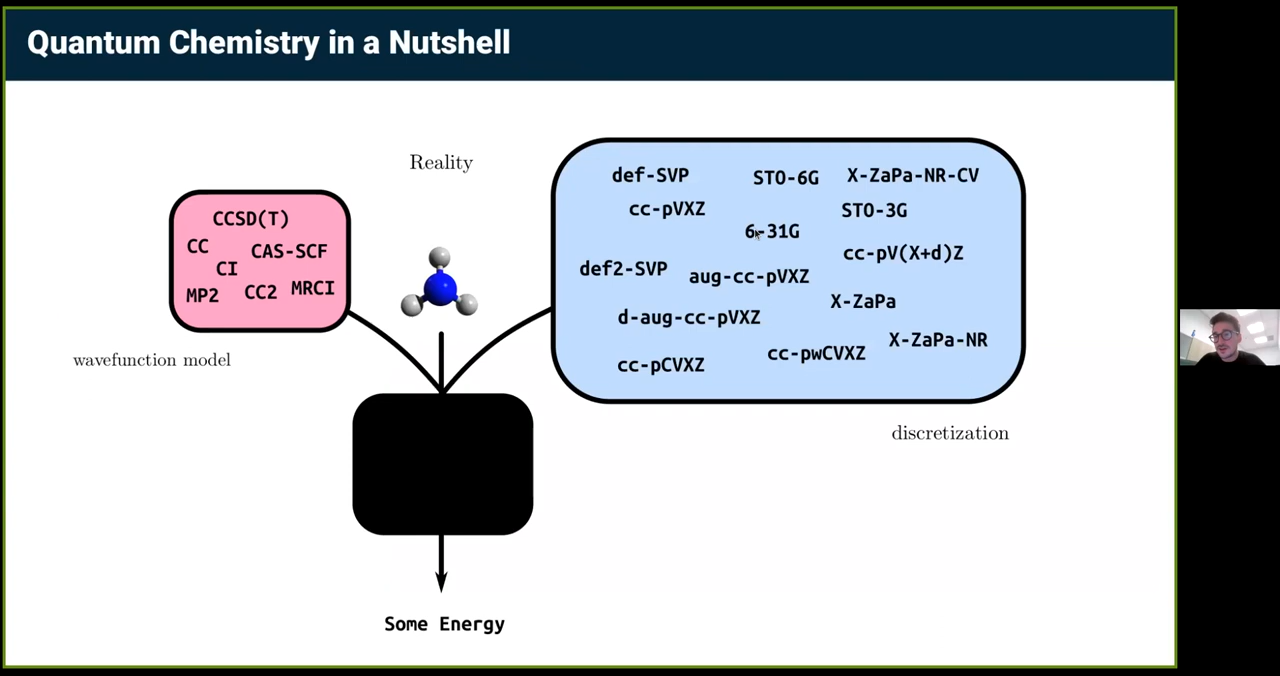 Quantum Chemistry in a Nutshell
Reality
CCSD(T)
CC
CAS-SCF
CI
MP2
CC2
MRCI
wavefunction model
def-SVP
STO-6G
X-ZaPa-NR-CV
cc-pVXZ
STO-3G
6-31G
cc-pV(X+d)Z
def2-SVP
aug-cc-pVXZ
X-ZaPa
d-aug-cc-pVXZ
X-ZaPa-NR
cc-pCVXZ
cc-pwCVXZ
discretization
Some Energy